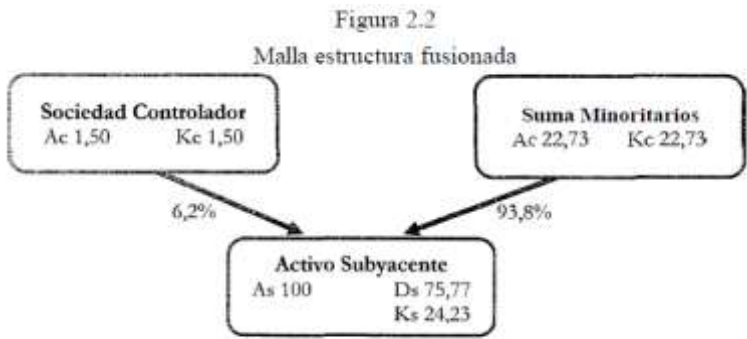 Figura 2.2
Malla estructura fusionada
Sociedad Controlador
Ac 1,50 Kc 1,50
Suma Minoritarios
Ac 22,73 Kc 22,73
6,2%
93,8%
Activo Subyacente
As 100 Ds 75,77
Ks 24,23